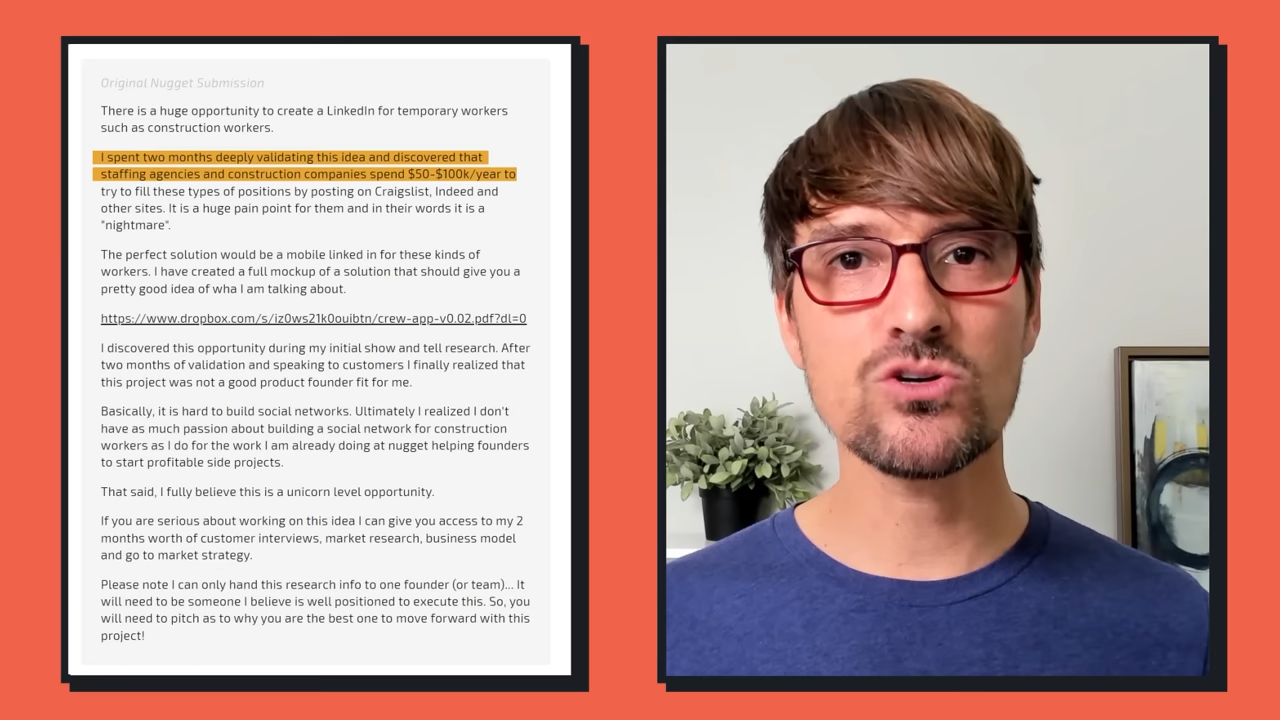 Original Nugget Submission
There is a huge opportunity to create a LinkedIn for temporary workers
such as construction workers.
I spent two months deeply validating this idea and discovered that
staffing agencies and construction companies spend $50-$100k/year to
try to fill these types of positions by posting on Craigslist, Indeed and
other sites. It is a huge pain point for them and in their words it is a
"nightmare".
The perfect solution would be a mobile linked in for these kinds of
workers. I have created a full mockup of a solution that should give you a
pretty good idea of wha I am talking about.
https://www.dropbox.com/s/iz0ws21k0ouibtn/crew-app-v0.02.pdf?dl=0
I discovered this opportunity during my initial show and tell research. After
two months of validation and speaking to customers I finally realized that
this project was not a good product founder fit for me.
Basically, it is hard to build social networks. Ultimately I realized I don't
have as much passion about building a social network for construction
workers as I do for the work I am already doing at nugget helping founders
to start profitable side projects.
That said, I fully believe this is a unicorn level opportunity.
If you are serious about working on this idea I can give you access to my 2
months worth of customer interviews, market research, business model
and go to market strategy.
Please note I can only hand this research info to one founder (or team)... It
will need to be someone I believe is well positioned to execute this. So, you
will need to pitch as to why you are the best one to move forward with this
project!